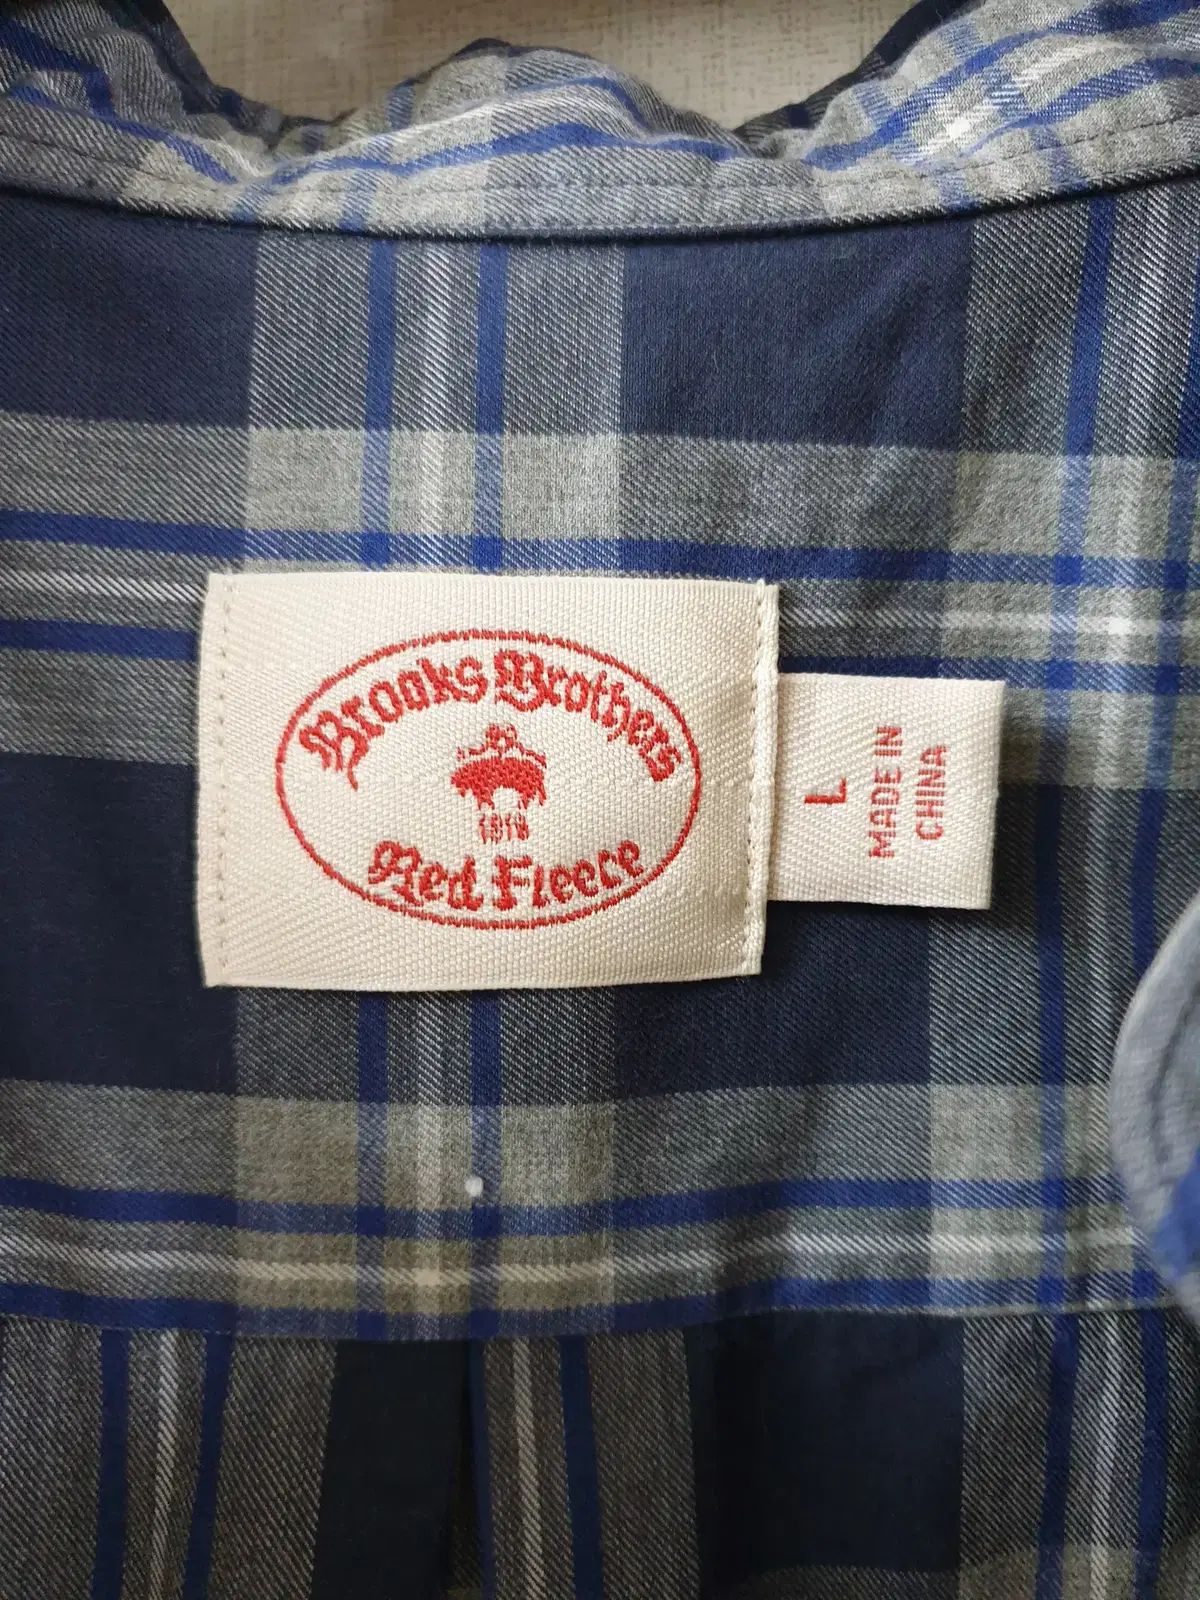 Brooks Brothers
1818
Red Fleece
L
MADE IN
CHINA